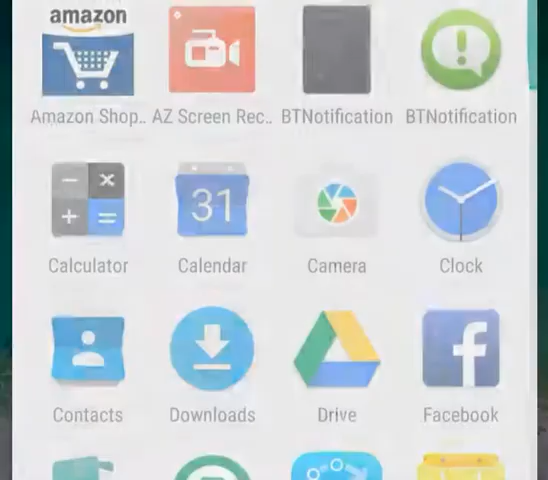 amazon
Amazon Shop.. AZ Screen Rec.. BTNotification BTNotification
31
Calculator Calendar Camera Clock
Contacts Downloads Drive Facebook